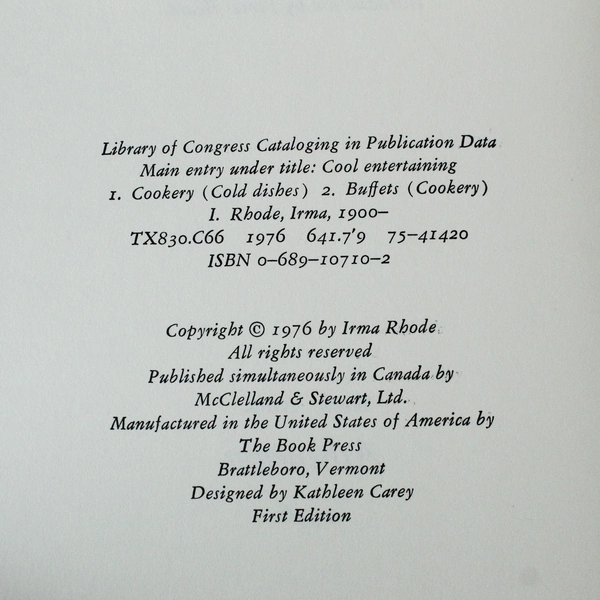 Library of Congress Cataloging in Publication Data
Main entry under title: Cool entertaining
1. Cookery (Cold dishes) 2. Buffets (Cookery)
I. Rhode, Irma, 1900–
TX830.C66 1976 641.7'9 75–41420
ISBN 0–689–10710–2
Copyright © 1976 by Irma Rhode
All rights reserved
Published simultaneously in Canada by
McClelland & Stewart, Ltd.
Manufactured in the United States of America by
The Book Press
Brattleboro, Vermont
Designed by Kathleen Carey
First Edition